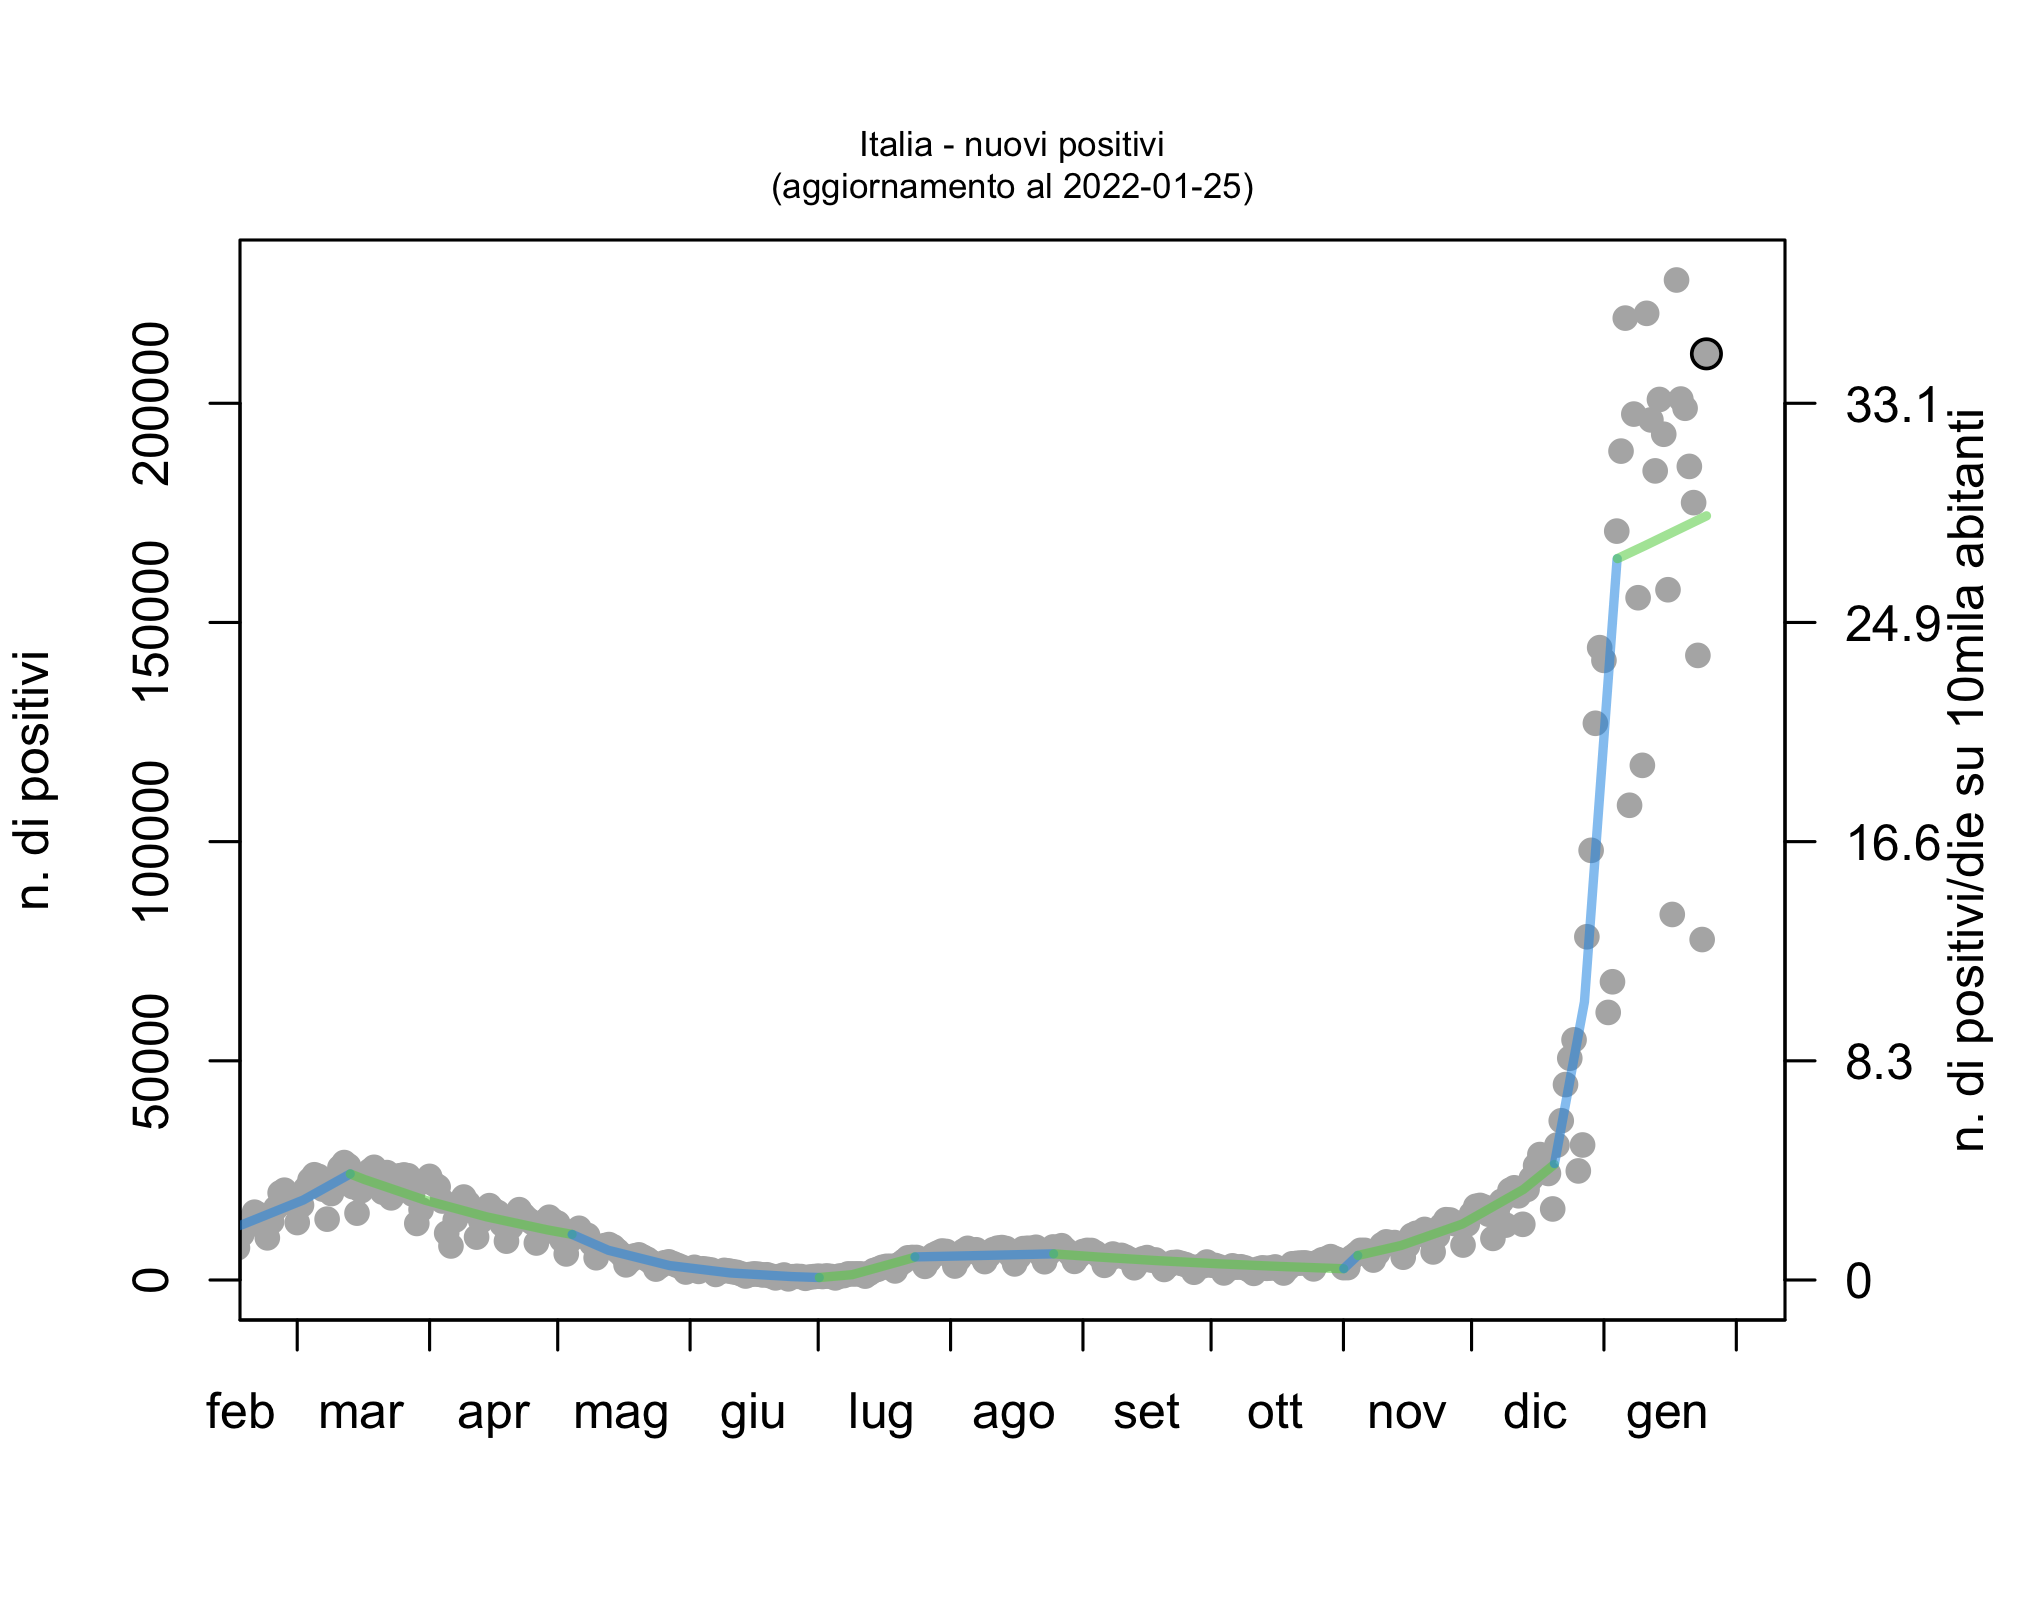 Italia - nuovi positivi
(aggiornamento al 2022-01-25)
n. di positivi
200000
150000
100000
50000
0
33.1
24.9
16.6
8.3
0
n. di positivi/die su 10mila abitanti
feb mar apr mag giu lug ago set ott nov dic gen